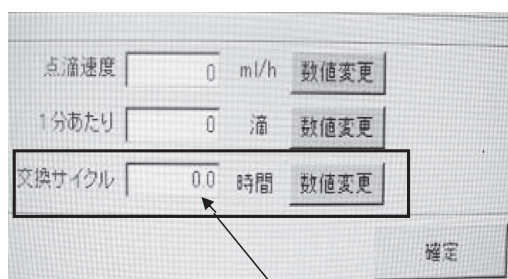 点滴速度 0 ml/h 数値変更
1分あたり 0 滴 数値変更
交換サイクル 0.0 時間 数値変更
確定